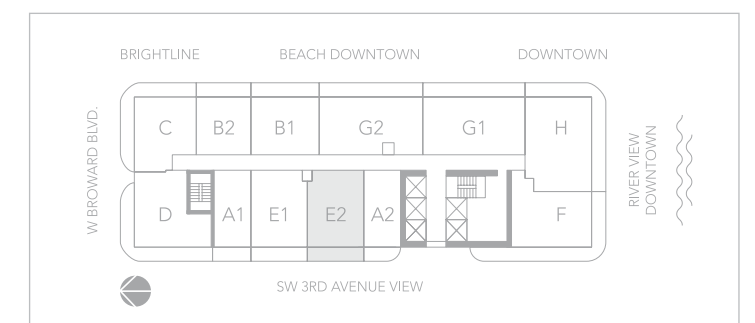 BRIGHTLINE BEACH DOWNTOWN DOWNTOWN
W BROWARD BLVD.
C B2 B1 G2 G1 H
D A1 E1 E2 A2 F
RIVER VIEW
DOWNTOWN
SW 3RD AVENUE VIEW